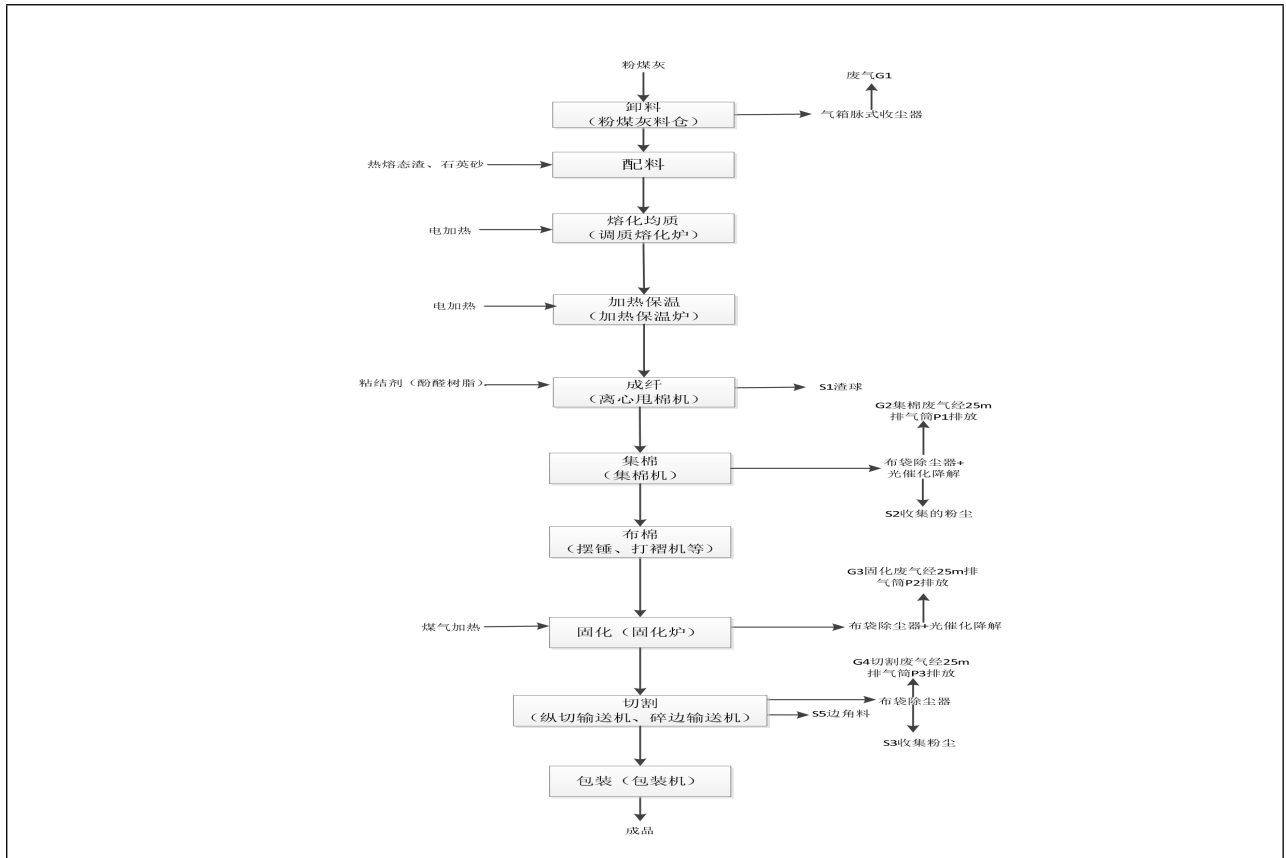 粉煤灰
废气G1
卸料
（粉煤灰料仓）
气箱脉式收尘器
热熔态渣、石英砂
配料
熔化均质
（调质熔化炉）
电加热
加热保温
（加热保温炉）
电加热
粘结剂（酚醛树脂）
成纤
（离心甩棉机）
S1渣球
G2集棉废气经25m
排气筒P1排放
集棉
（集棉机）
布袋除尘器+
光催化降解
S2收集的粉尘
布棉
（摆锤、打褶机等）
G3固化废气经25m排
气筒P2排放
煤气加热
固化（固化炉）
布袋除尘器+光催化降解
G4切割废气经25m
排气筒P3排放
切割
（纵切输送机、碎边输送机）
布袋除尘器
S5边角料
S3收集粉尘
包装（包装机）
成品